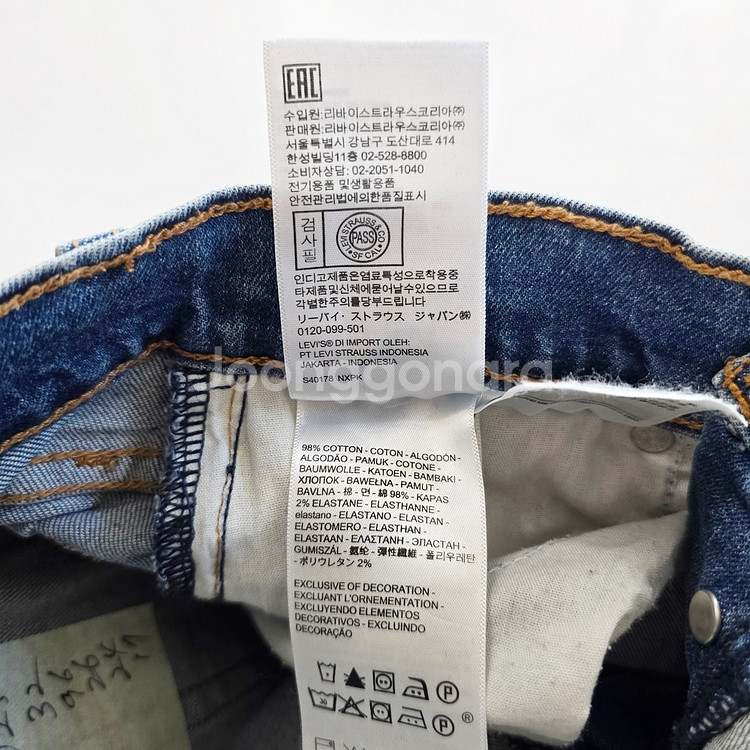 EAC
수입원:리바이스트라우스코리아㈜
판매원:리바이스트라우스코리아㈜
서울특별시 강남구 도산대로 414
한성빌딩11층 02-528-8800
소비자상담: 02-2051-1040
전기용품 및생활용품
안전관리법에의한품질표시
검사필
LEVI STRAUSS & CO
PASS
SF CAL
인디고제품은염료특성으로착용중
타제품및신체에묻어날수있으므로
각별한주의를당부드립니다
リーバイ・ストラウス ジャパン㈱
0120-099-501
LEVI'S® DI IMPORT OLEH:
PT LEVI STRAUSS INDONESIA
JAKARTA - INDONESIA
S40178 NXPK
Joonggonara
98% COTTON - COTON - ALGODÓN -
ALGODÃO - PAMUK - COTONE -
BAUMWOLLE - KATOEN - BAMBAKI -
ХЛОПОК - BAWEŁNA - PAMUT -
BAVLNA - 棉 - 면 - 綿 98% - KAPAS
2% ELASTANE - ELASTHANNE -
elastano - ELASTANO - ELASTAN -
ELASTOMERO - ELASTHAN -
ELASTAAN - ΕΛΑΣΤΑΝΗ - ЭЛАСТАН -
GUMISZÁL - 氨纶 - 彈性纖維 - 폴리우레탄
- ポリウレタン 2%
EXCLUSIVE OF DECORATION -
EXCLUANT L'ORNEMENTATION -
EXCLUYENDO ELEMENTOS
DECORATIVOS - EXCLUINDO
DECORAÇÃO
P
P ®
32